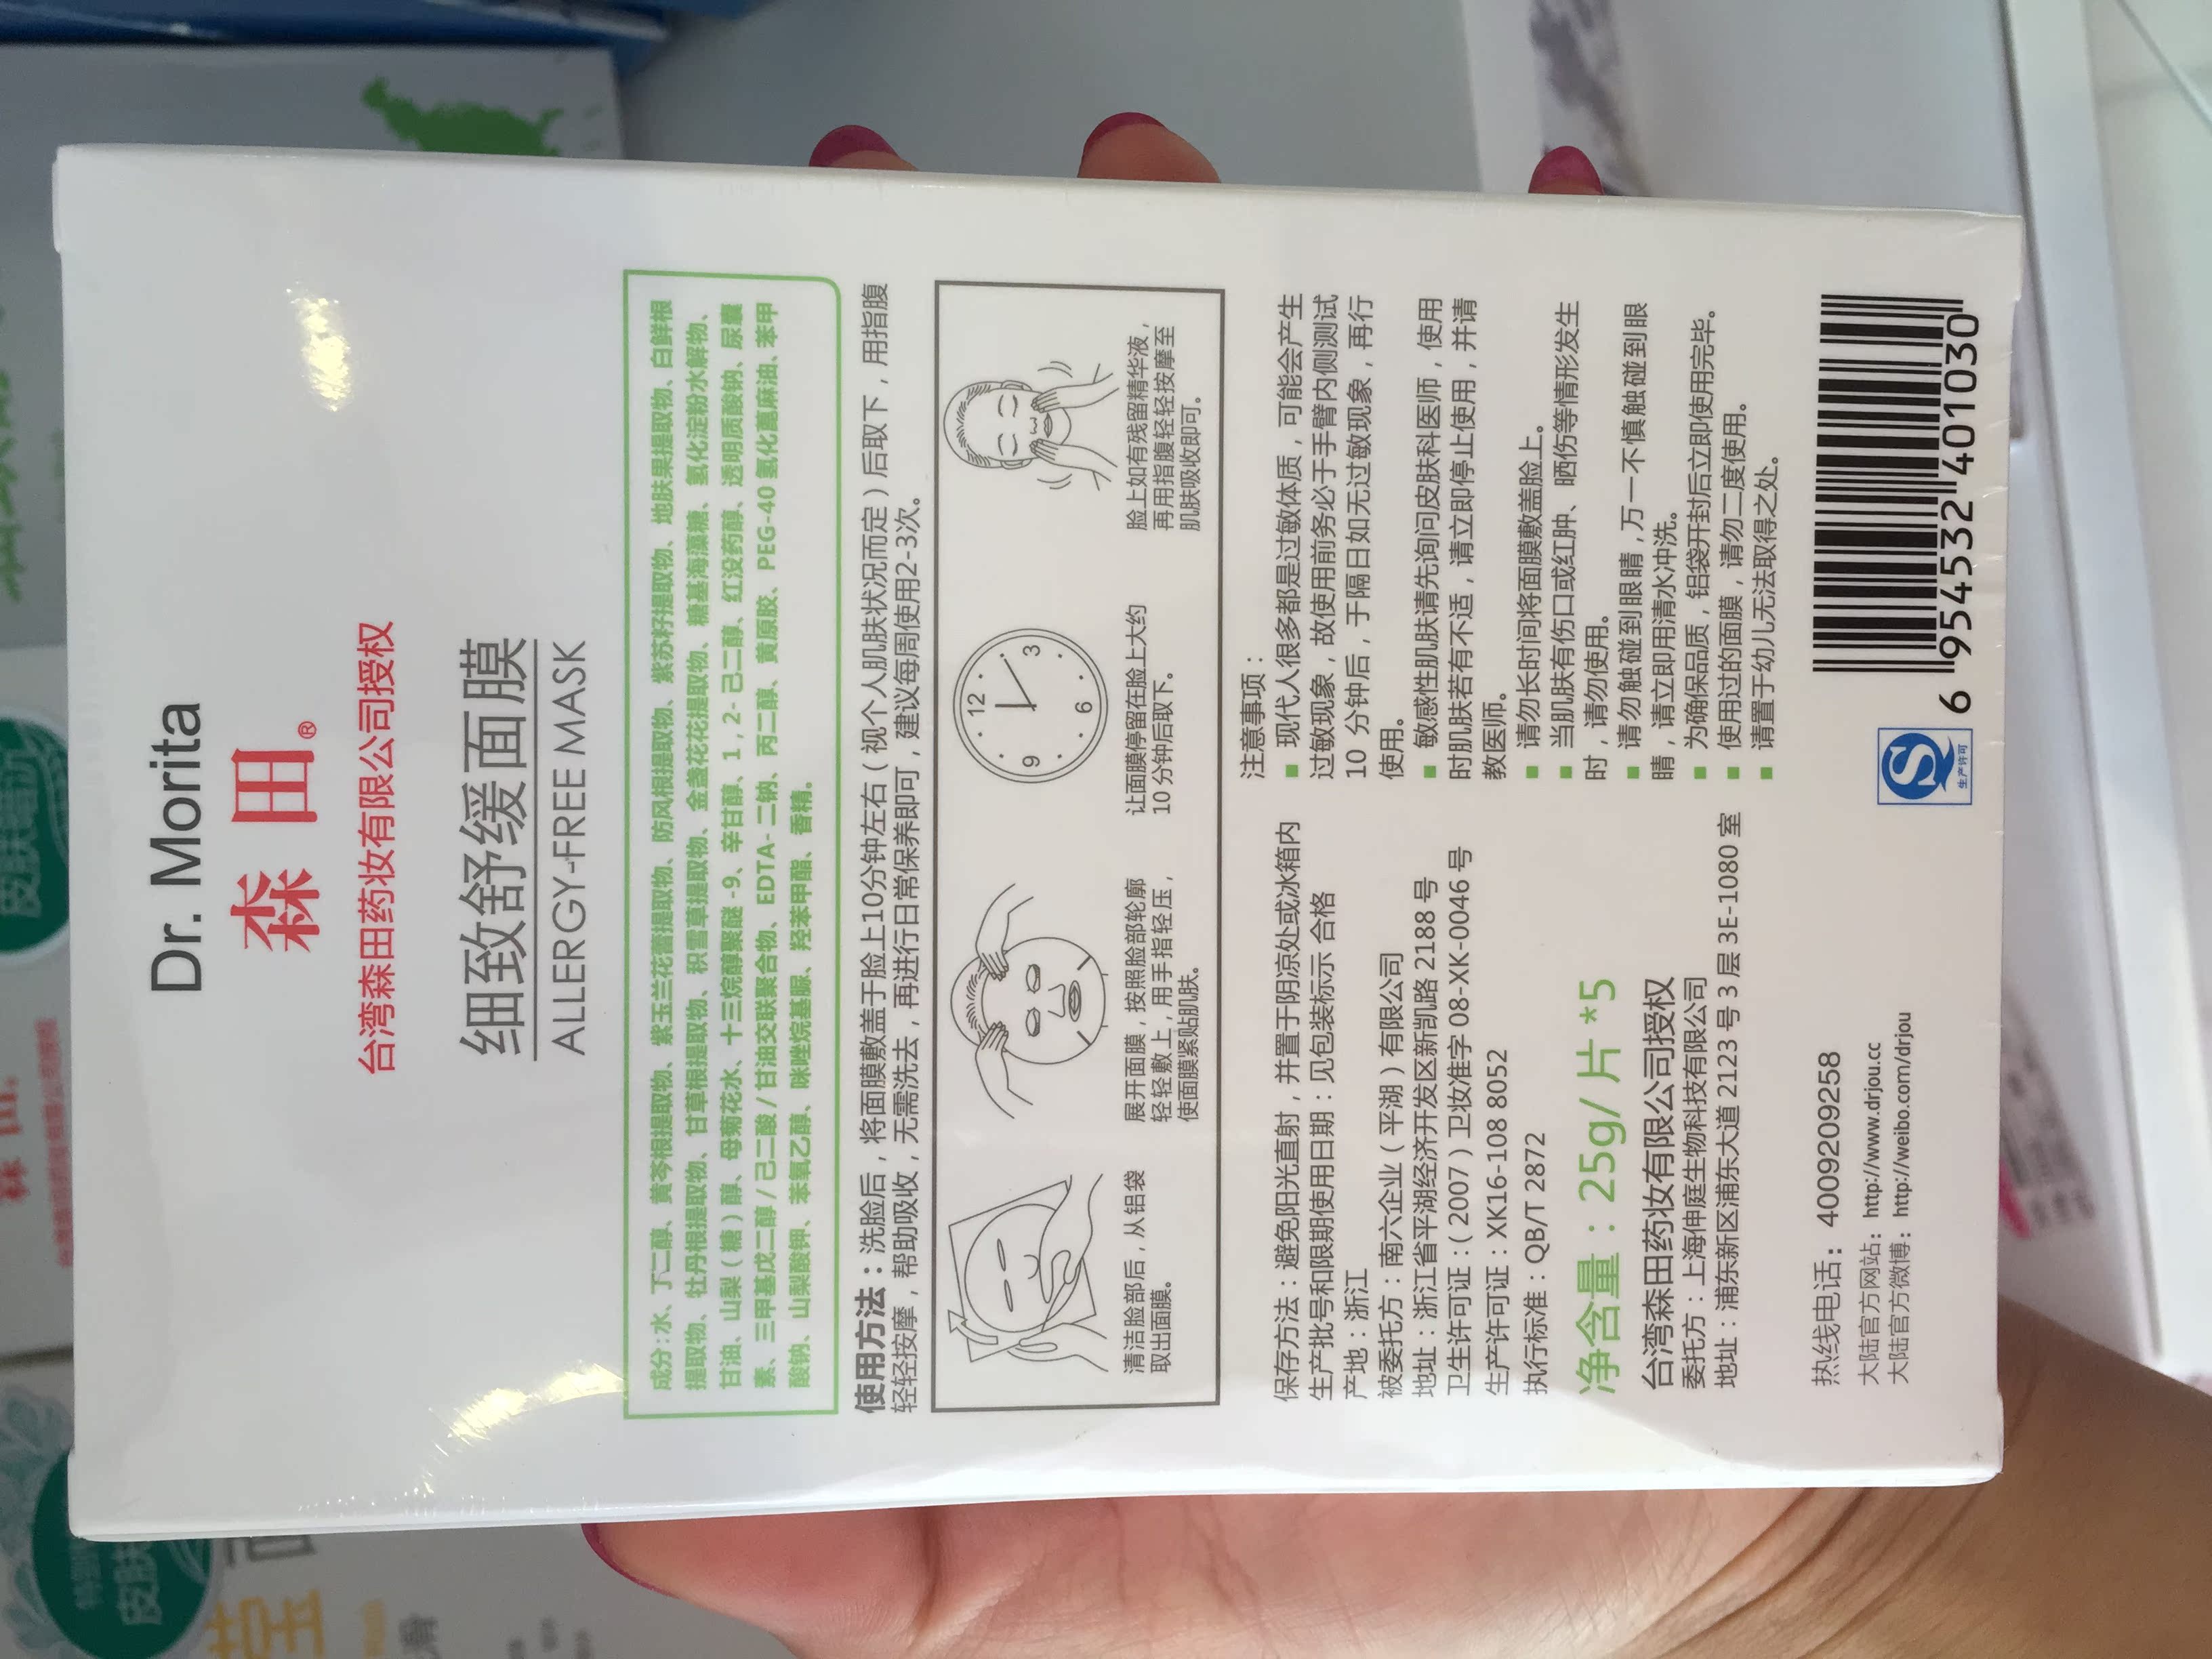 Dr. Morita
森田®
台湾森田药妆有限公司授权
细致舒缓面膜
ALLERGY-FREE MASK
成分:水、丁二醇、黄芩根提取物、紫玉兰花蕾提取物、防风根提取物、紫苏籽提取物、地肤果提取物、白鲜根
提取物、牡丹根提取物、甘草根提取物、积雪草提取物、金盏花花提取物、糖基海藻糖、氢化淀粉水解物、
甘油、山梨(糖)醇、母菊花水、十三烷醇聚醚-9、辛甘醇、1,2-己二醇、红没药醇、透明质酸钠、尿囊
素、三甲基戊二醇/己二酸/甘油交联聚合物、EDTA-二钠、丙二醇、黄原胶、PEG-40氢化蓖麻油、苯甲
酸钠、山梨酸钾、苯氧乙醇、咪唑烷基脲、羟苯甲酯、香精。
使用方法：洗脸后，将面膜敷盖于脸上10分钟左右(视个人肌肤状况而定)后取下，用指腹
轻轻按摩，帮助吸收，无需洗去，再进行日常保养即可，建议每周使用2-3次。
清洁脸部后，从铝袋
取出面膜。
展开面膜，按照脸部轮廓
轻轻敷上，用手指轻压，
使面膜紧贴肌肤。
12
3
6
9
让面膜停留在脸上大约
10分钟后取下。
脸上如有残留精华液，
再用指腹轻轻按摩至
肌肤吸收即可。
保存方法：避免阳光直射，并置于阴凉处或冰箱内
生产批号和限期使用日期：见包装标示 合格
产地：浙江
被委托方：南六企业(平湖)有限公司
地址：浙江省平湖经济开发区新凯路2188号
卫生许可证：(2007)卫妆准字08-XK-0046号
生产许可证：XK16-108 8052
执行标准：QB/T 2872
净含量：25g/片*5
台湾森田药妆有限公司授权
委托方：上海伸庭生物科技有限公司
地址：浦东新区浦东大道2123号3层3E-1080室
热线电话：4009209258
大陆官方网站：http://www.drjou.cc
大陆官方微博：http://weibo.com/drjou
注意事项：
■ 现代人很多都是过敏体质，可能会产生
过敏现象，故使用前务必于手臂内侧测试
10分钟后，于隔日如无过敏现象，再行
使用。
■ 敏感性肌肤请先询问皮肤科医师，使用
时肌肤若有不适，请立即停止使用，并请
教医师。
■ 请勿长时间将面膜敷盖脸上。
■ 当肌肤有伤口或红肿、晒伤等情形发生
时，请勿使用。
■ 请勿触碰到眼睛，万一不慎触碰到眼
睛，请立即用清水冲洗。
■ 为确保品质，铝袋开封后立即使用完毕。
■ 使用过的面膜，请勿二度使用。
■ 请置于幼儿无法取得之处。
生产许可
6 954532 401030